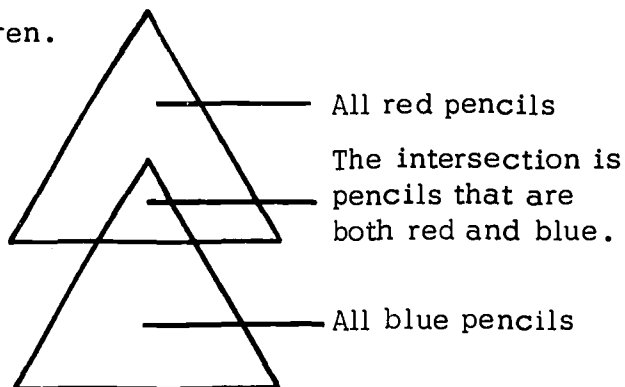 ren.
All red pencils
The intersection is
pencils that are
both red and blue.
All blue pencils